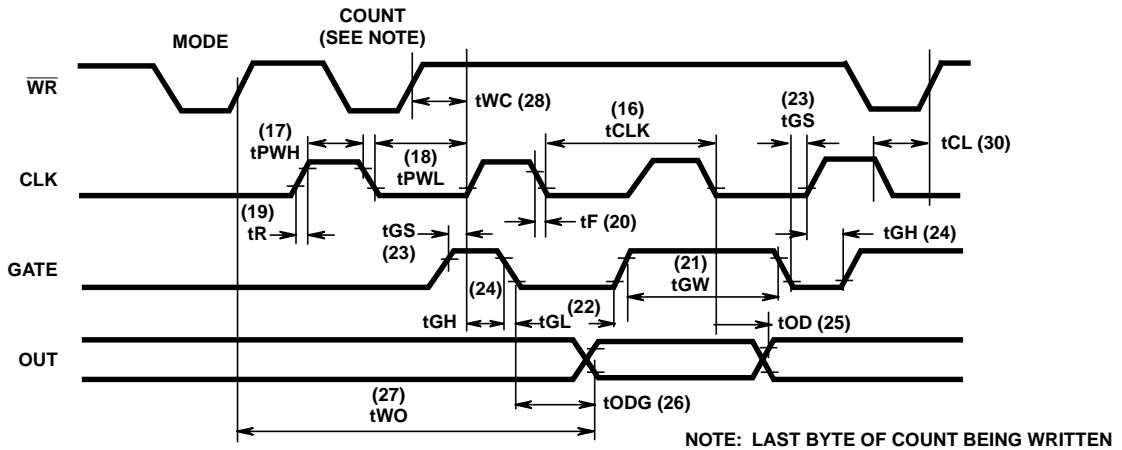 COUNT
(SEE NOTE)
MODE
WR
tWC (28)
(23)
tGS
(16)
tCLK
tCL (30)
(17)
tPWH
(18)
tPWL
CLK
(19)
tR
tGS
(23)
tF (20)
tGH (24)
GATE
(21)
tGW
(24)
tGH
(22)
tGL
tOD (25)
OUT
(27)
tWO
tODG (26)
NOTE: LAST BYTE OF COUNT BEING WRITTEN